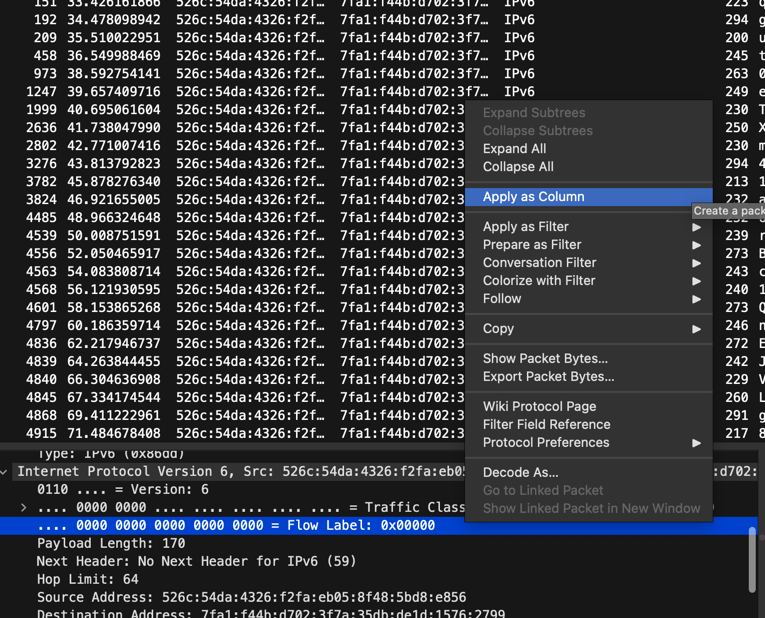 151 33.426161866 526c:54da:4326:f2f… 7fa1:f44b:d702:3f7… IPv6 223 g
192 34.478098942 526c:54da:4326:f2f… 7fa1:f44b:d702:3f7… IPv6 294 g
209 35.510022951 526c:54da:4326:f2f… 7fa1:f44b:d702:3f7… IPv6 200 u
458 36.549988469 526c:54da:4326:f2f… 7fa1:f44b:d702:3f7… IPv6 245 t
973 38.592754141 526c:54da:4326:f2f… 7fa1:f44b:d702:3f7… IPv6 263 0
1247 39.657409716 526c:54da:4326:f2f… 7fa1:f44b:d702:3f7… IPv6 249 e
1999 40.695061604 526c:54da:4326:f2f… 7fa1:f44b:d702:3 230 T
2636 41.738047990 526c:54da:4326:f2f… 7fa1:f44b:d702:3 250 X
2802 42.771007416 526c:54da:4326:f2f… 7fa1:f44b:d702:3 230 m
3276 43.813792823 526c:54da:4326:f2f… 7fa1:f44b:d702:3 294 4
3782 45.878276340 526c:54da:4326:f2f… 7fa1:f44b:d702:3 213 1
3824 46.921655005 526c:54da:4326:f2f… 7fa1:f44b:d702:3 232 a
4485 48.966324648 526c:54da:4326:f2f… 7fa1:f44b:d702:3
4539 50.008751591 526c:54da:4326:f2f… 7fa1:f44b:d702:3 239 r
4556 52.050465917 526c:54da:4326:f2f… 7fa1:f44b:d702:3 273 B
4563 54.083808714 526c:54da:4326:f2f… 7fa1:f44b:d702:3 243 c
4568 56.121930595 526c:54da:4326:f2f… 7fa1:f44b:d702:3 240 1
4601 58.153865268 526c:54da:4326:f2f… 7fa1:f44b:d702:3 273 Q
4797 60.186359714 526c:54da:4326:f2f… 7fa1:f44b:d702:3 246 n
4836 62.217946737 526c:54da:4326:f2f… 7fa1:f44b:d702:3 272 E
4839 64.263844455 526c:54da:4326:f2f… 7fa1:f44b:d702:3 242 J
4840 66.304636908 526c:54da:4326:f2f… 7fa1:f44b:d702:3 229 V
4845 67.334174544 526c:54da:4326:f2f… 7fa1:f44b:d702:3 260 L
4868 69.411222961 526c:54da:4326:f2f… 7fa1:f44b:d702:3 291 g
4915 71.484678408 526c:54da:4326:f2f… 7fa1:f44b:d702:3 217 8
Expand Subtrees
Collapse Subtrees
Expand All
Collapse All
Apply as Column
Create a pack
Apply as Filter
Prepare as Filter
Conversation Filter
Colorize with Filter
Follow
Copy
Show Packet Bytes...
Export Packet Bytes...
Wiki Protocol Page
Filter Field Reference
Protocol Preferences
Decode As...
Go to Linked Packet
Show Linked Packet in New Window
Type: IPv6 (0x86dd)
Internet Protocol Version 6, Src: 526c:54da:4326:f2fa:eb05 :d702:
0110 .... = Version: 6
.... 0000 0000 .... .... .... .... .... = Traffic Class
.... 0000 0000 0000 0000 0000 = Flow Label: 0x00000
Payload Length: 170
Next Header: No Next Header for IPv6 (59)
Hop Limit: 64
Source Address: 526c:54da:4326:f2fa:eb05:8f48:5bd8:e856
Destination Address: 7fa1:f44b:d702:3f7a:35db:de1d:1576:2799